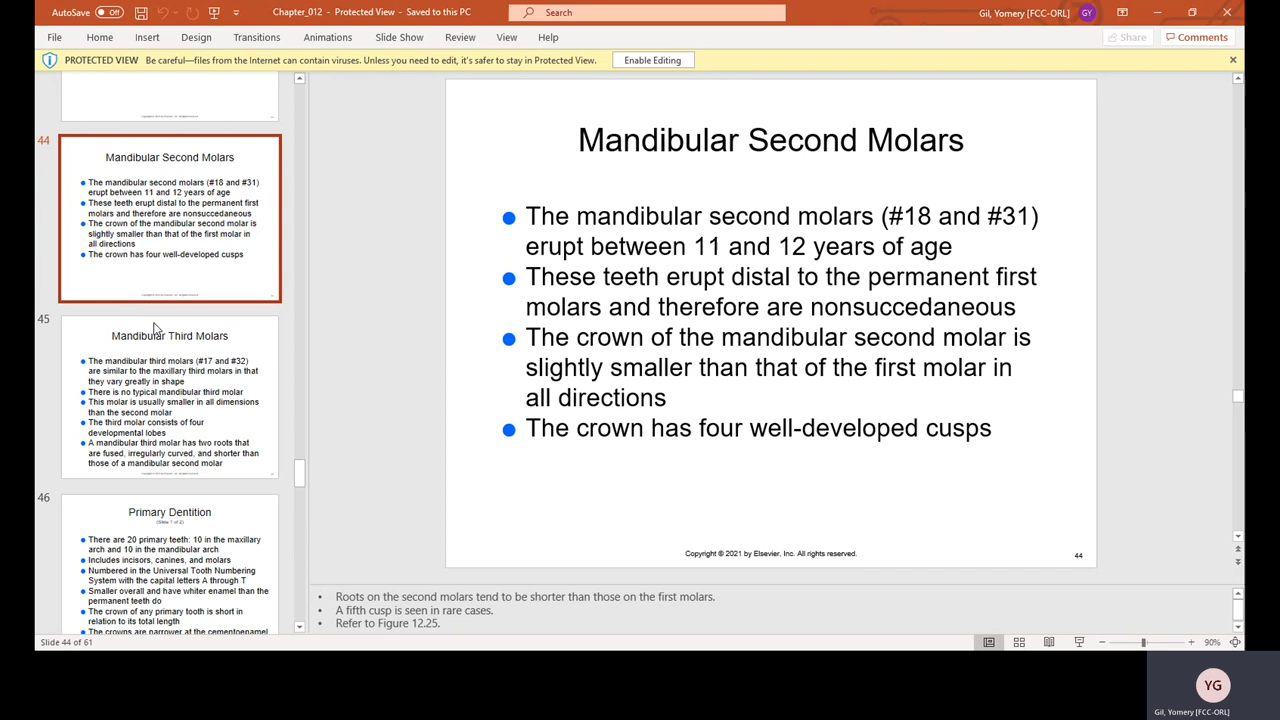 AutoSave Off Chapter_012 - Protected View - Saved to this PC Search Gil, Yomery [FCC-ORL] GY
File Home Insert Design Transitions Animations Slide Show Review View Help Share Comments
PROTECTED VIEW Be careful—files from the Internet can contain viruses. Unless you need to edit, it's safer to stay in Protected View. Enable Editing
44
Mandibular Second Molars
The mandibular second molars (#18 and #31)
erupt between 11 and 12 years of age
These teeth erupt distal to the permanent first
molars and therefore are nonsuccedaneous
The crown of the mandibular second molar is
slightly smaller than that of the first molar in
all directions
The crown has four well-developed cusps
45
Mandibular Third Molars
The mandibular third molars (#17 and #32)
are similar to the maxillary third molars in that
they vary greatly in shape
There is no typical mandibular third molar
This molar is usually smaller in all dimensions
than the second molar
The third molar consists of four
developmental lobes
A mandibular third molar has two roots that
are fused, irregularly curved, and shorter than
those of a mandibular second molar
46
Primary Dentition
(Slide 1 of 2)
There are 20 primary teeth: 10 in the maxillary
arch and 10 in the mandibular arch
Includes incisors, canines, and molars
Numbered in the Universal Tooth Numbering
System with the capital letters A through T
Smaller overall and have whiter enamel than the
permanent teeth do
The crown of any primary tooth is short in
relation to its total length
The crowns are narrower at the cementoenamel
Mandibular Second Molars
The mandibular second molars (#18 and #31)
erupt between 11 and 12 years of age
These teeth erupt distal to the permanent first
molars and therefore are nonsuccedaneous
The crown of the mandibular second molar is
slightly smaller than that of the first molar in
all directions
The crown has four well-developed cusps
Copyright © 2021 by Elsevier, Inc. All rights reserved.
44
Roots on the second molars tend to be shorter than those on the first molars.
A fifth cusp is seen in rare cases.
Refer to Figure 12.25.
Slide 44 of 61 90%
YG
Gil, Yomery [FCC-ORL]